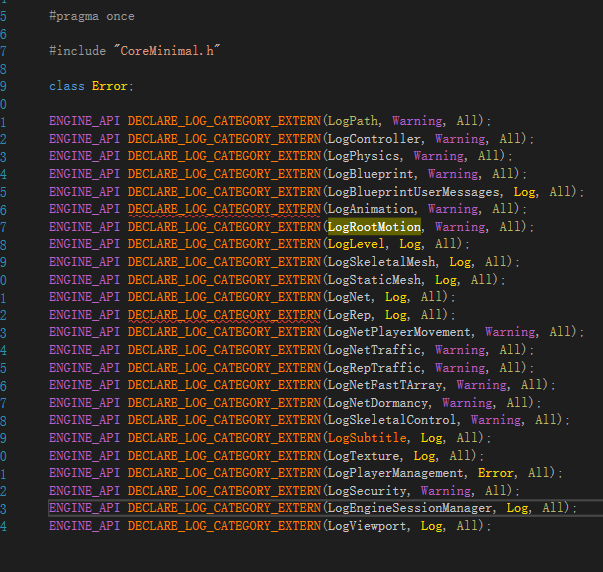 5 #pragma once
6
7 #include "CoreMinimal.h"
8
9 class Error;
0
1 ENGINE_API DECLARE_LOG_CATEGORY_EXTERN(LogPath, Warning, All);
2 ENGINE_API DECLARE_LOG_CATEGORY_EXTERN(LogController, Warning, All);
3 ENGINE_API DECLARE_LOG_CATEGORY_EXTERN(LogPhysics, Warning, All);
4 ENGINE_API DECLARE_LOG_CATEGORY_EXTERN(LogBlueprint, Warning, All);
5 ENGINE_API DECLARE_LOG_CATEGORY_EXTERN(LogBlueprintUserMessages, Log, All);
6 ENGINE_API DECLARE_LOG_CATEGORY_EXTERN(LogAnimation, Warning, All);
7 ENGINE_API DECLARE_LOG_CATEGORY_EXTERN(LogRootMotion, Warning, All);
8 ENGINE_API DECLARE_LOG_CATEGORY_EXTERN(LogLevel, Log, All);
9 ENGINE_API DECLARE_LOG_CATEGORY_EXTERN(LogSkeletalMesh, Log, All);
0 ENGINE_API DECLARE_LOG_CATEGORY_EXTERN(LogStaticMesh, Log, All);
1 ENGINE_API DECLARE_LOG_CATEGORY_EXTERN(LogNet, Log, All);
2 ENGINE_API DECLARE_LOG_CATEGORY_EXTERN(LogRep, Log, All);
3 ENGINE_API DECLARE_LOG_CATEGORY_EXTERN(LogNetPlayerMovement, Warning, All);
4 ENGINE_API DECLARE_LOG_CATEGORY_EXTERN(LogNetTraffic, Warning, All);
5 ENGINE_API DECLARE_LOG_CATEGORY_EXTERN(LogRepTraffic, Warning, All);
6 ENGINE_API DECLARE_LOG_CATEGORY_EXTERN(LogNetFastTArray, Warning, All);
7 ENGINE_API DECLARE_LOG_CATEGORY_EXTERN(LogNetDormancy, Warning, All);
8 ENGINE_API DECLARE_LOG_CATEGORY_EXTERN(LogSkeletalControl, Warning, All);
9 ENGINE_API DECLARE_LOG_CATEGORY_EXTERN(LogSubtitle, Log, All);
0 ENGINE_API DECLARE_LOG_CATEGORY_EXTERN(LogTexture, Log, All);
1 ENGINE_API DECLARE_LOG_CATEGORY_EXTERN(LogPlayerManagement, Error, All);
2 ENGINE_API DECLARE_LOG_CATEGORY_EXTERN(LogSecurity, Warning, All);
3 ENGINE_API DECLARE_LOG_CATEGORY_EXTERN(LogEngineSessionManager, Log, All);
4 ENGINE_API DECLARE_LOG_CATEGORY_EXTERN(LogViewport, Log, All);